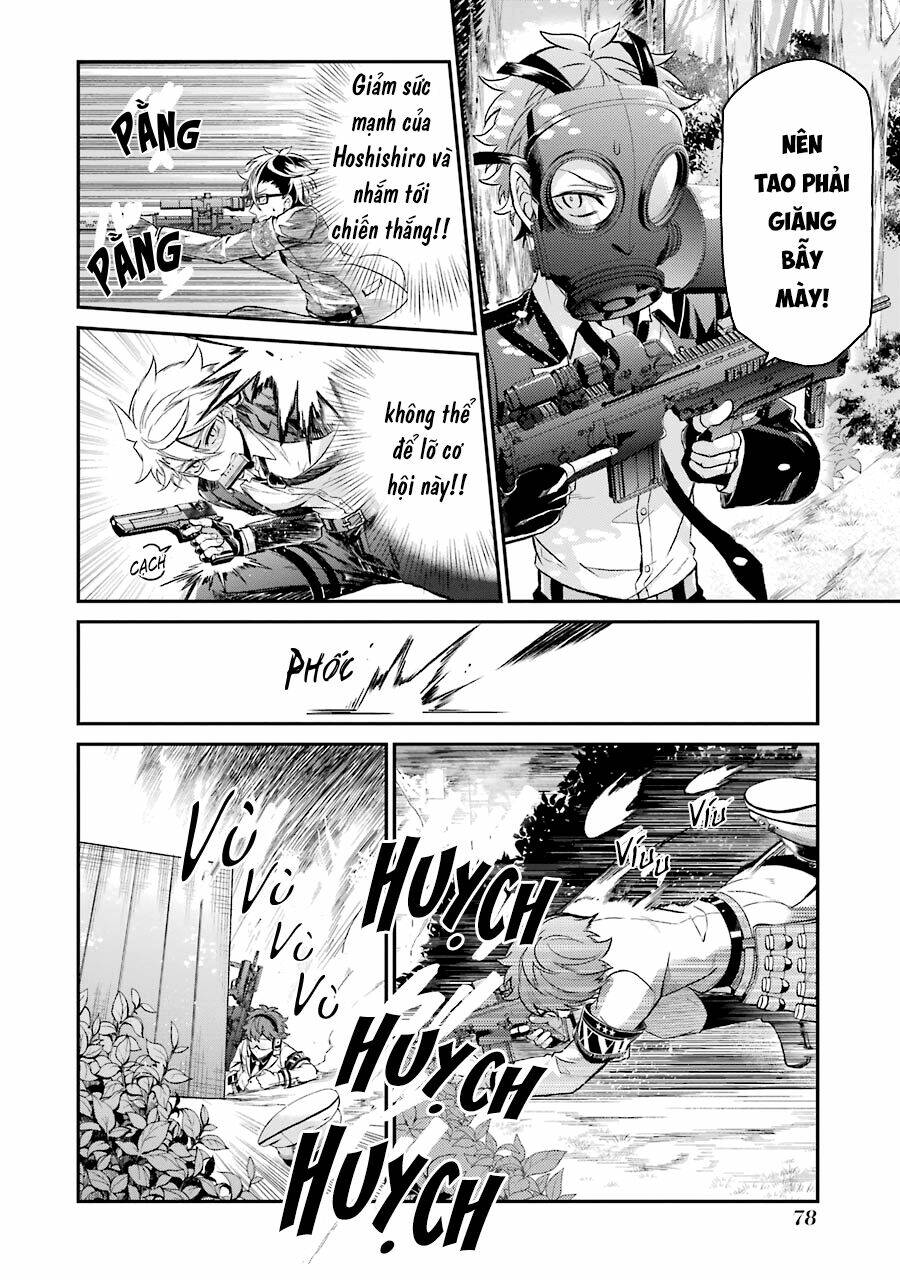 NÊN
TAO PHẢI
GIĂNG
BẪY
MÀY!
Giảm sức
mạnh của
Hoshishiro và
nhắm tới
chiến thắng!!
PẰNG
PẰNG
không thể
để lỡ cơ
hội này!!
CẠCH
PHỐC
VÍU
VÍUU
HUỴCH
HUỴCH
HUỴCH
VÙ
VÙ
VÙ
VÙ
78